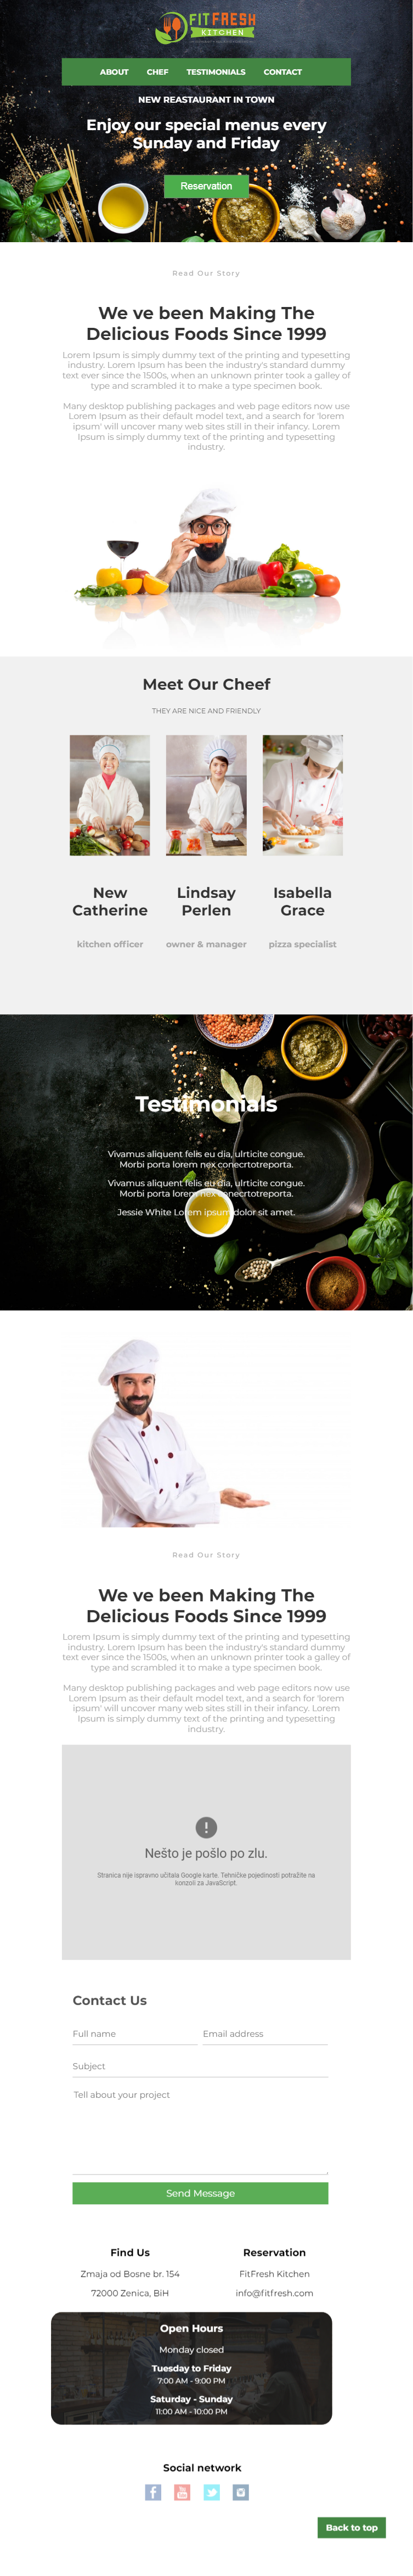 FITFRESH
KITCHEN
ABOUT CHEF TESTIMONIALS CONTACT
NEW REASTAURANT IN TOWN
Enjoy our special menus every
Sunday and Friday
Reservation
Read Our Story
We ve been Making The
Delicious Foods Since 1999
Lorem Ipsum is simply dummy text of the printing and typesetting
industry. Lorem Ipsum has been the industry's standard dummy
text ever since the 1500s, when an unknown printer took a galley of
type and scrambled it to make a type specimen book.
Many desktop publishing packages and web page editors now use
Lorem Ipsum as their default model text, and a search for 'lorem
ipsum' will uncover many web sites still in their infancy. Lorem
Ipsum is simply dummy text of the printing and typesetting
industry.
Meet Our Cheef
THEY ARE NICE AND FRIENDLY
New
Catherine
kitchen officer
Lindsay
Perlen
owner & manager
Isabella
Grace
pizza specialist
Testimonials
Vivamus aliquent felis eu dia, ulrticite congue.
Morbi porta lorem nex conecrtotreporta.
Vivamus aliquent felis eu dia, ulrticite congue.
Morbi porta lorem nex conecrtotreporta.
Jessie White Lorem ipsum dolor sit amet.
Read Our Story
We ve been Making The
Delicious Foods Since 1999
Lorem Ipsum is simply dummy text of the printing and typesetting
industry. Lorem Ipsum has been the industry's standard dummy
text ever since the 1500s, when an unknown printer took a galley of
type and scrambled it to make a type specimen book.
Many desktop publishing packages and web page editors now use
Lorem Ipsum as their default model text, and a search for 'lorem
ipsum' will uncover many web sites still in their infancy. Lorem
Ipsum is simply dummy text of the printing and typesetting
industry.
Nešto je pošlo po zlu.
Stranica nije ispravno učitala Google karte. Tehničke pojedinosti potražite na
konzoli za JavaScript.
Contact Us
Full name Email address
Subject
Tell about your project
Send Message
Find Us
Zmaja od Bosne br. 154
72000 Zenica, BiH
Reservation
FitFresh Kitchen
info@fitfresh.com
Open Hours
Monday closed
Tuesday to Friday
7:00 AM - 9:00 PM
Saturday - Sunday
11:00 AM - 10:00 PM
Social network
Back to top